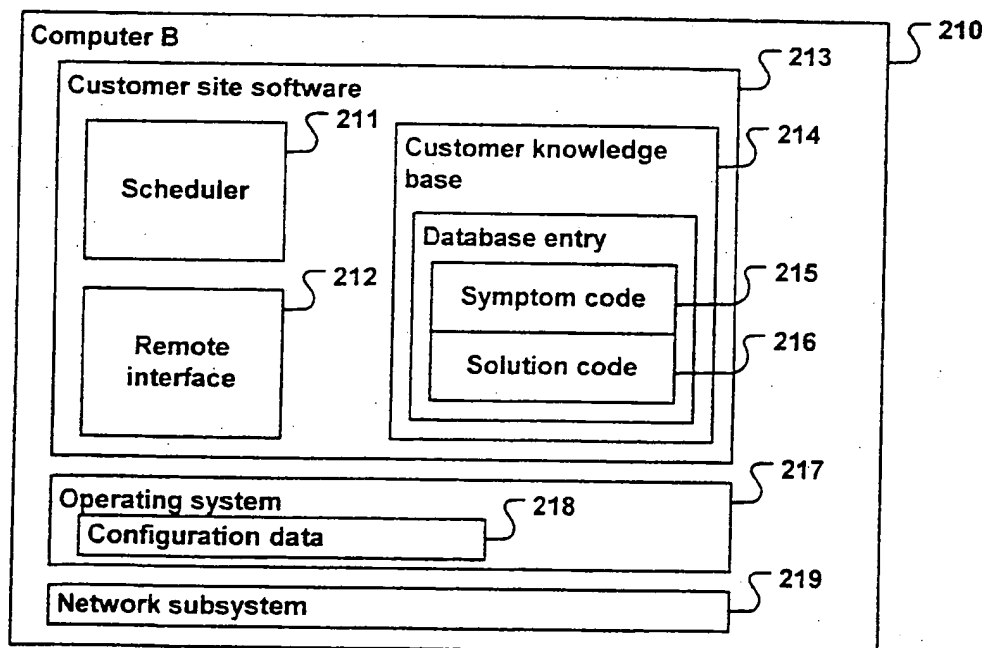 Computer B
210
Customer site software
213
211
Scheduler
Customer knowledge
base
214
Database entry
Symptom code
215
212
Remote
interface
Solution code
216
Operating system
217
Configuration data
218
Network subsystem
219